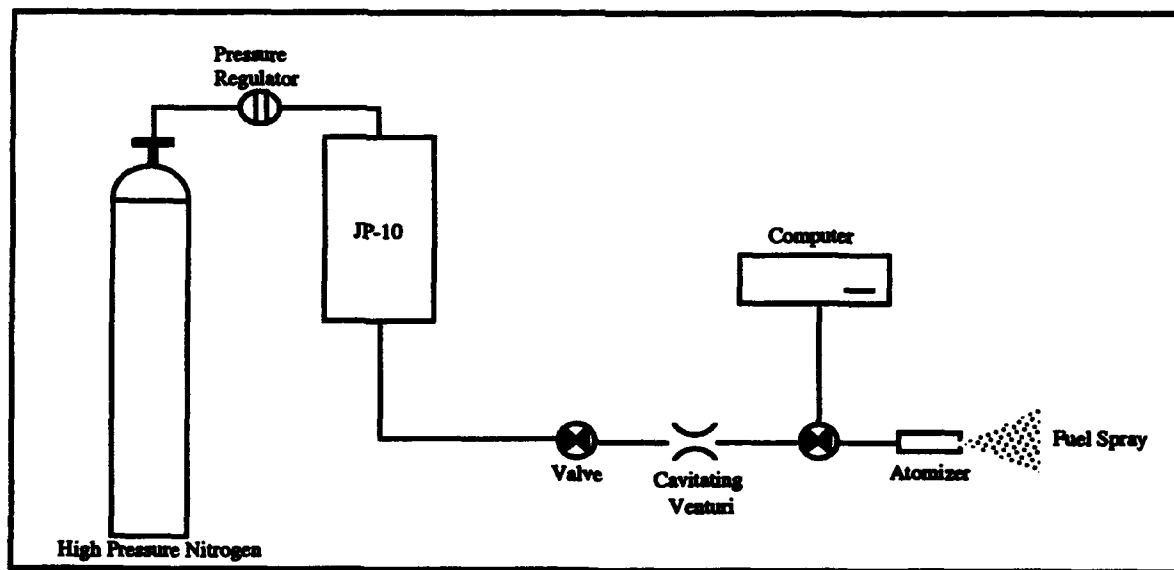 Pressure
Regulator
JP-10
Computer
Fuel Spray
Valve
Cavitating
Venturi
Atomizer
High Pressure Nitrogen